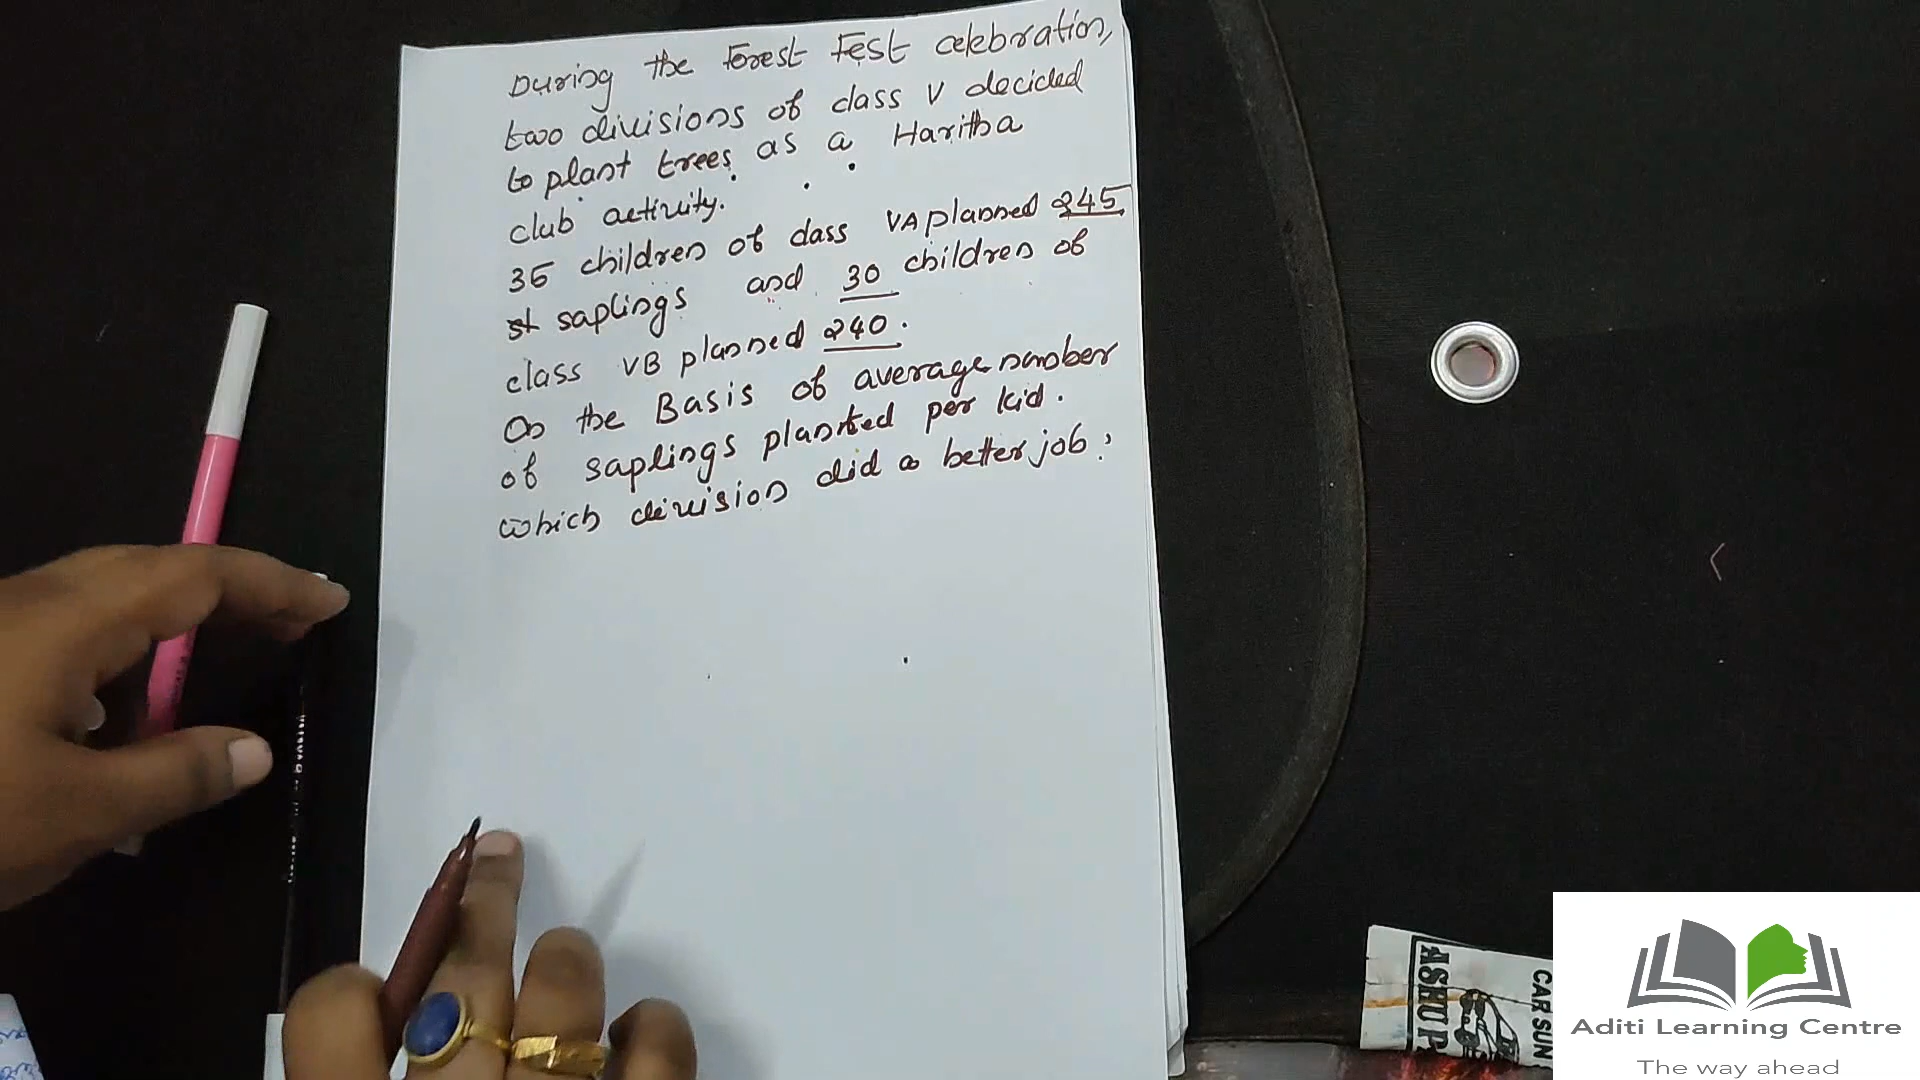 During the Forest Fest celebration,
two divisions of class V decided
to plant trees as a Haritha
club activity.
35 children of class VA planned 245
saplings and 30 children of
class VB planned 240.
On the Basis of average number
of saplings planted per kid.
which division did a better job?
ASHU P
CAR SUN
Aditi Learning Centre
The way ahead